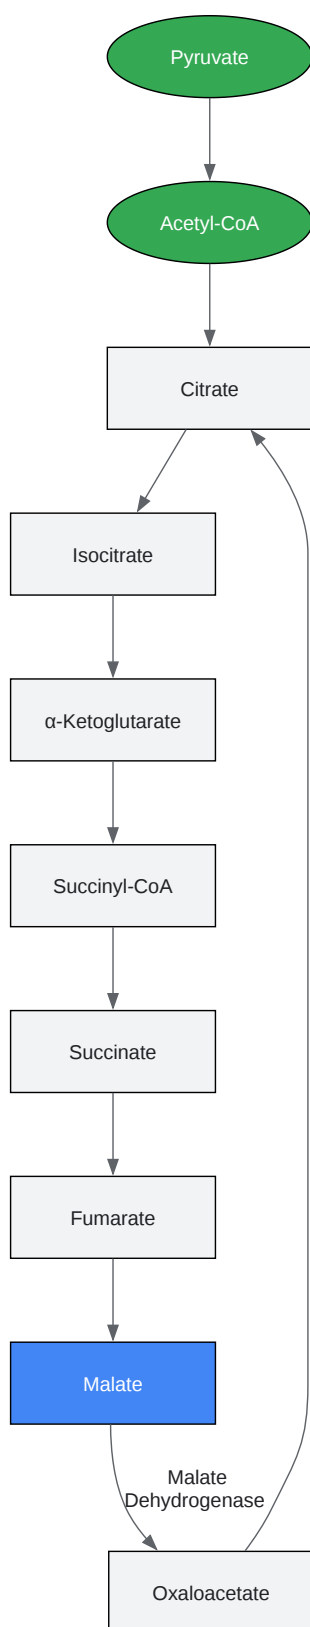 Pyruvate
Acetyl-CoA
Citrate
Isocitrate
α-Ketoglutarate
Succinyl-CoA
Succinate
Fumarate
Malate
Malate
Dehydrogenase
Oxaloacetate